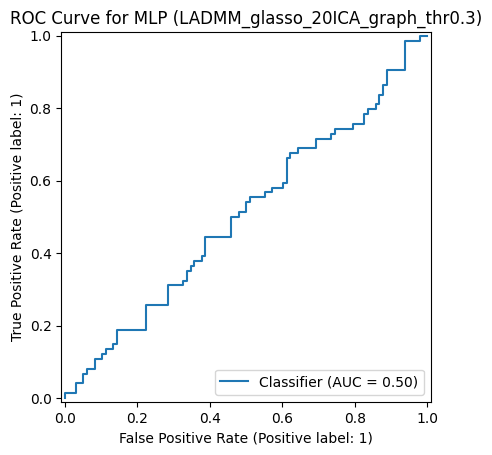 ROC Curve for MLP (LADMM_glasso_20ICA_graph_thr0.3)
1.0
0.8
0.6
0.4
0.2
0.0
True Positive Rate (Positive label: 1)
Classifier (AUC = 0.50)
0.0 0.2 0.4 0.6 0.8 1.0
False Positive Rate (Positive label: 1)